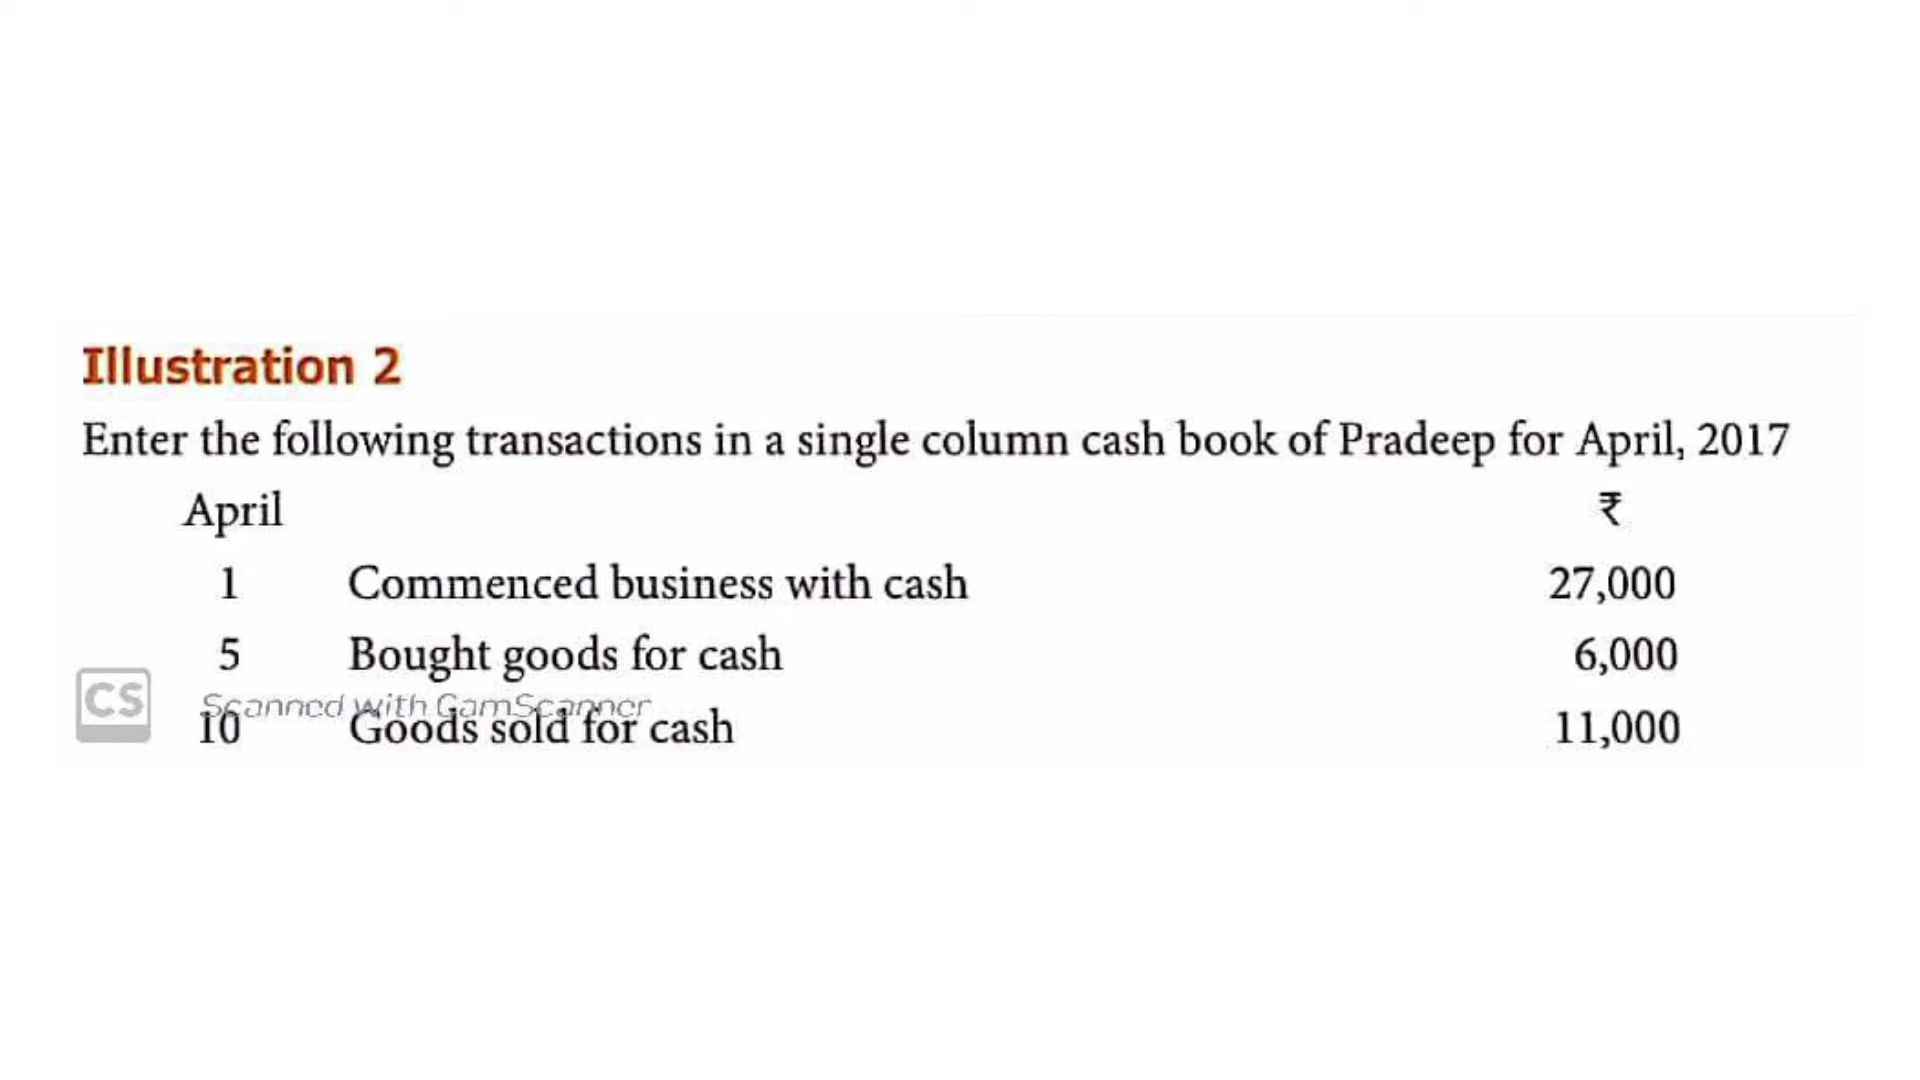 Illustration 2
Enter the following transactions in a single column cash book of Pradeep for April, 2017
April ₹
1 Commenced business with cash 27,000
5 Bought goods for cash 6,000
CS Scanned with CamScanner
10 Goods sold for cash 11,000